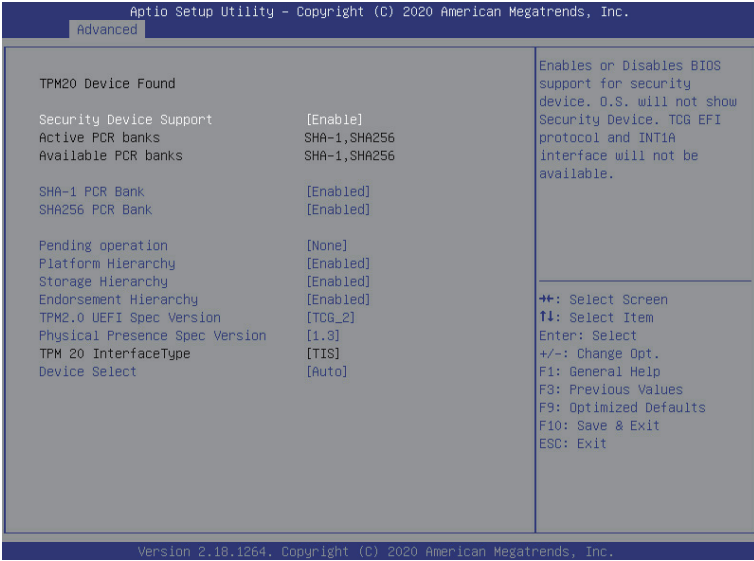 Aptio Setup Utility – Copyright (C) 2020 American Megatrends, Inc.
Advanced
TPM20 Device Found
Security Device Support [Enable]
Active PCR banks SHA-1,SHA256
Available PCR banks SHA-1,SHA256
SHA-1 PCR Bank [Enabled]
SHA256 PCR Bank [Enabled]
Pending operation [None]
Platform Hierarchy [Enabled]
Storage Hierarchy [Enabled]
Endorsement Hierarchy [Enabled]
TPM2.0 UEFI Spec Version [TCG_2]
Physical Presence Spec Version [1.3]
TPM 20 InterfaceType [TIS]
Device Select [Auto]
Enables or Disables BIOS
support for security
device. O.S. will not show
Security Device. TCG EFI
protocol and INT1A
interface will not be
available.
→←: Select Screen
↑↓: Select Item
Enter: Select
+/-: Change Opt.
F1: General Help
F3: Previous Values
F9: Optimized Defaults
F10: Save & Exit
ESC: Exit
Version 2.18.1264. Copyright (C) 2020 American Megatrends, Inc.